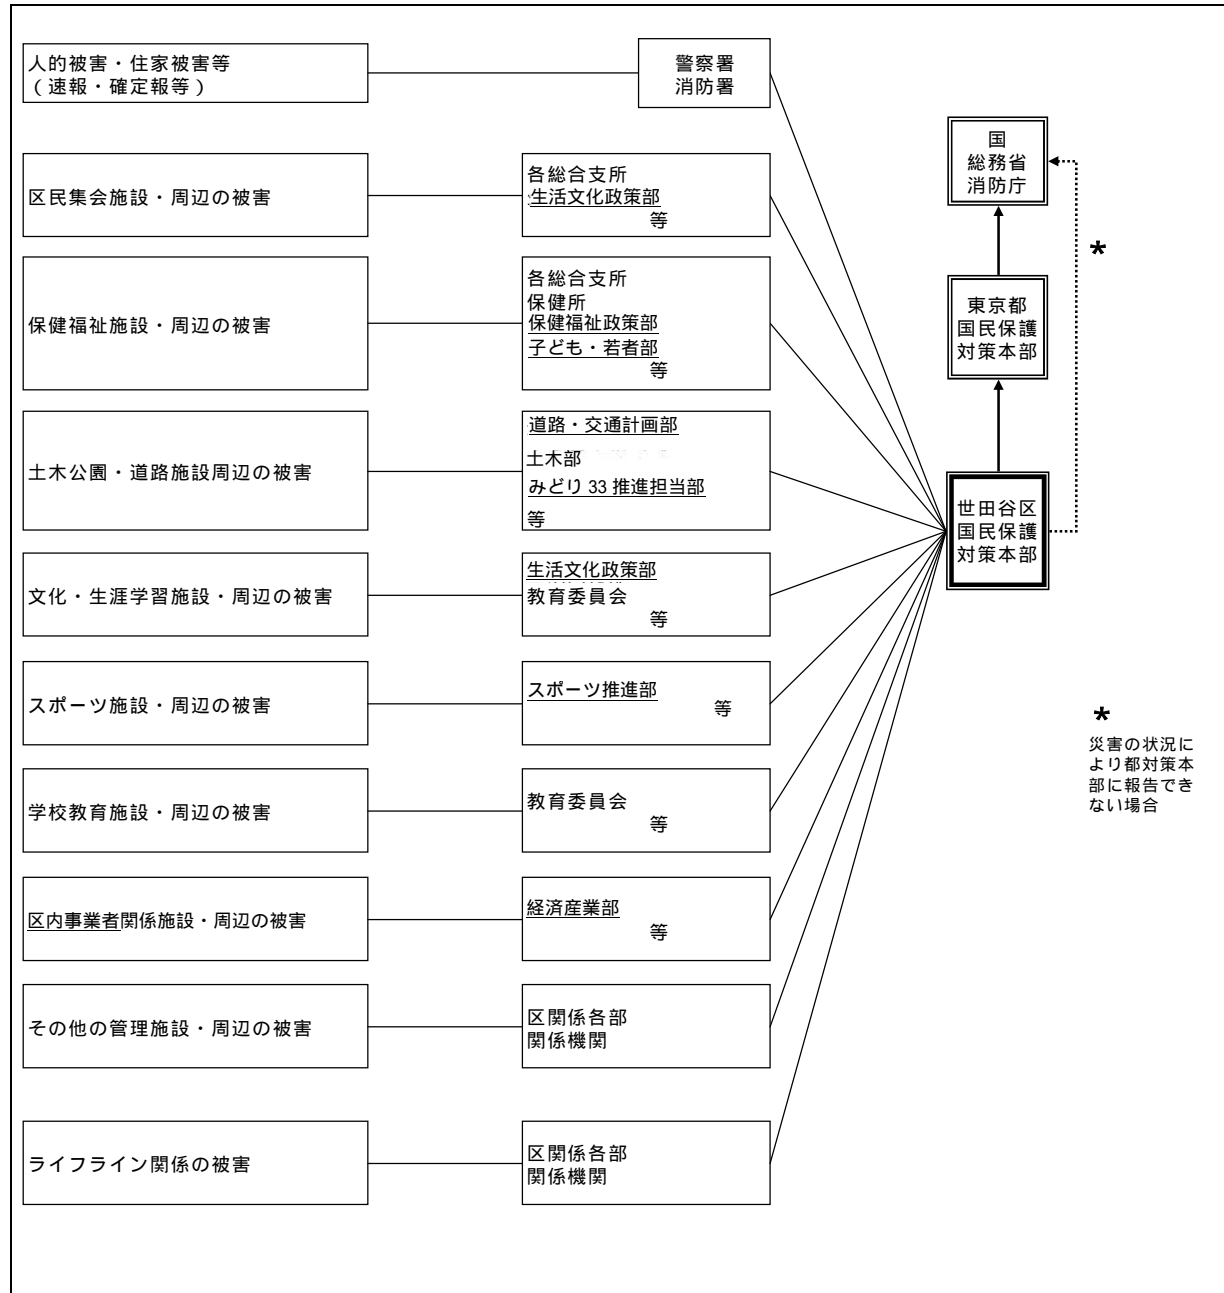 人的被害・住家被害等
(速報・確定報等)
警察署
消防署
区民集会施設・周辺の被害
各総合支所
生活文化政策部
等
保健福祉施設・周辺の被害
各総合支所
保健所
保健福祉政策部
子ども・若者部
等
土木公園・道路施設周辺の被害
道路・交通計画部
土木部
みどり33推進担当部
等
文化・生涯学習施設・周辺の被害
生活文化政策部
教育委員会
等
スポーツ施設・周辺の被害
スポーツ推進部
等
学校教育施設・周辺の被害
教育委員会
等
区内事業者関係施設・周辺の被害
経済産業部
等
その他の管理施設・周辺の被害
区関係各部
関係機関
ライフライン関係の被害
区関係各部
関係機関
国
総務省
消防庁
*
東京都
国民保護
対策本部
世田谷区
国民保護
対策本部
*
災害の状況に
より都対策本
部に報告でき
ない場合